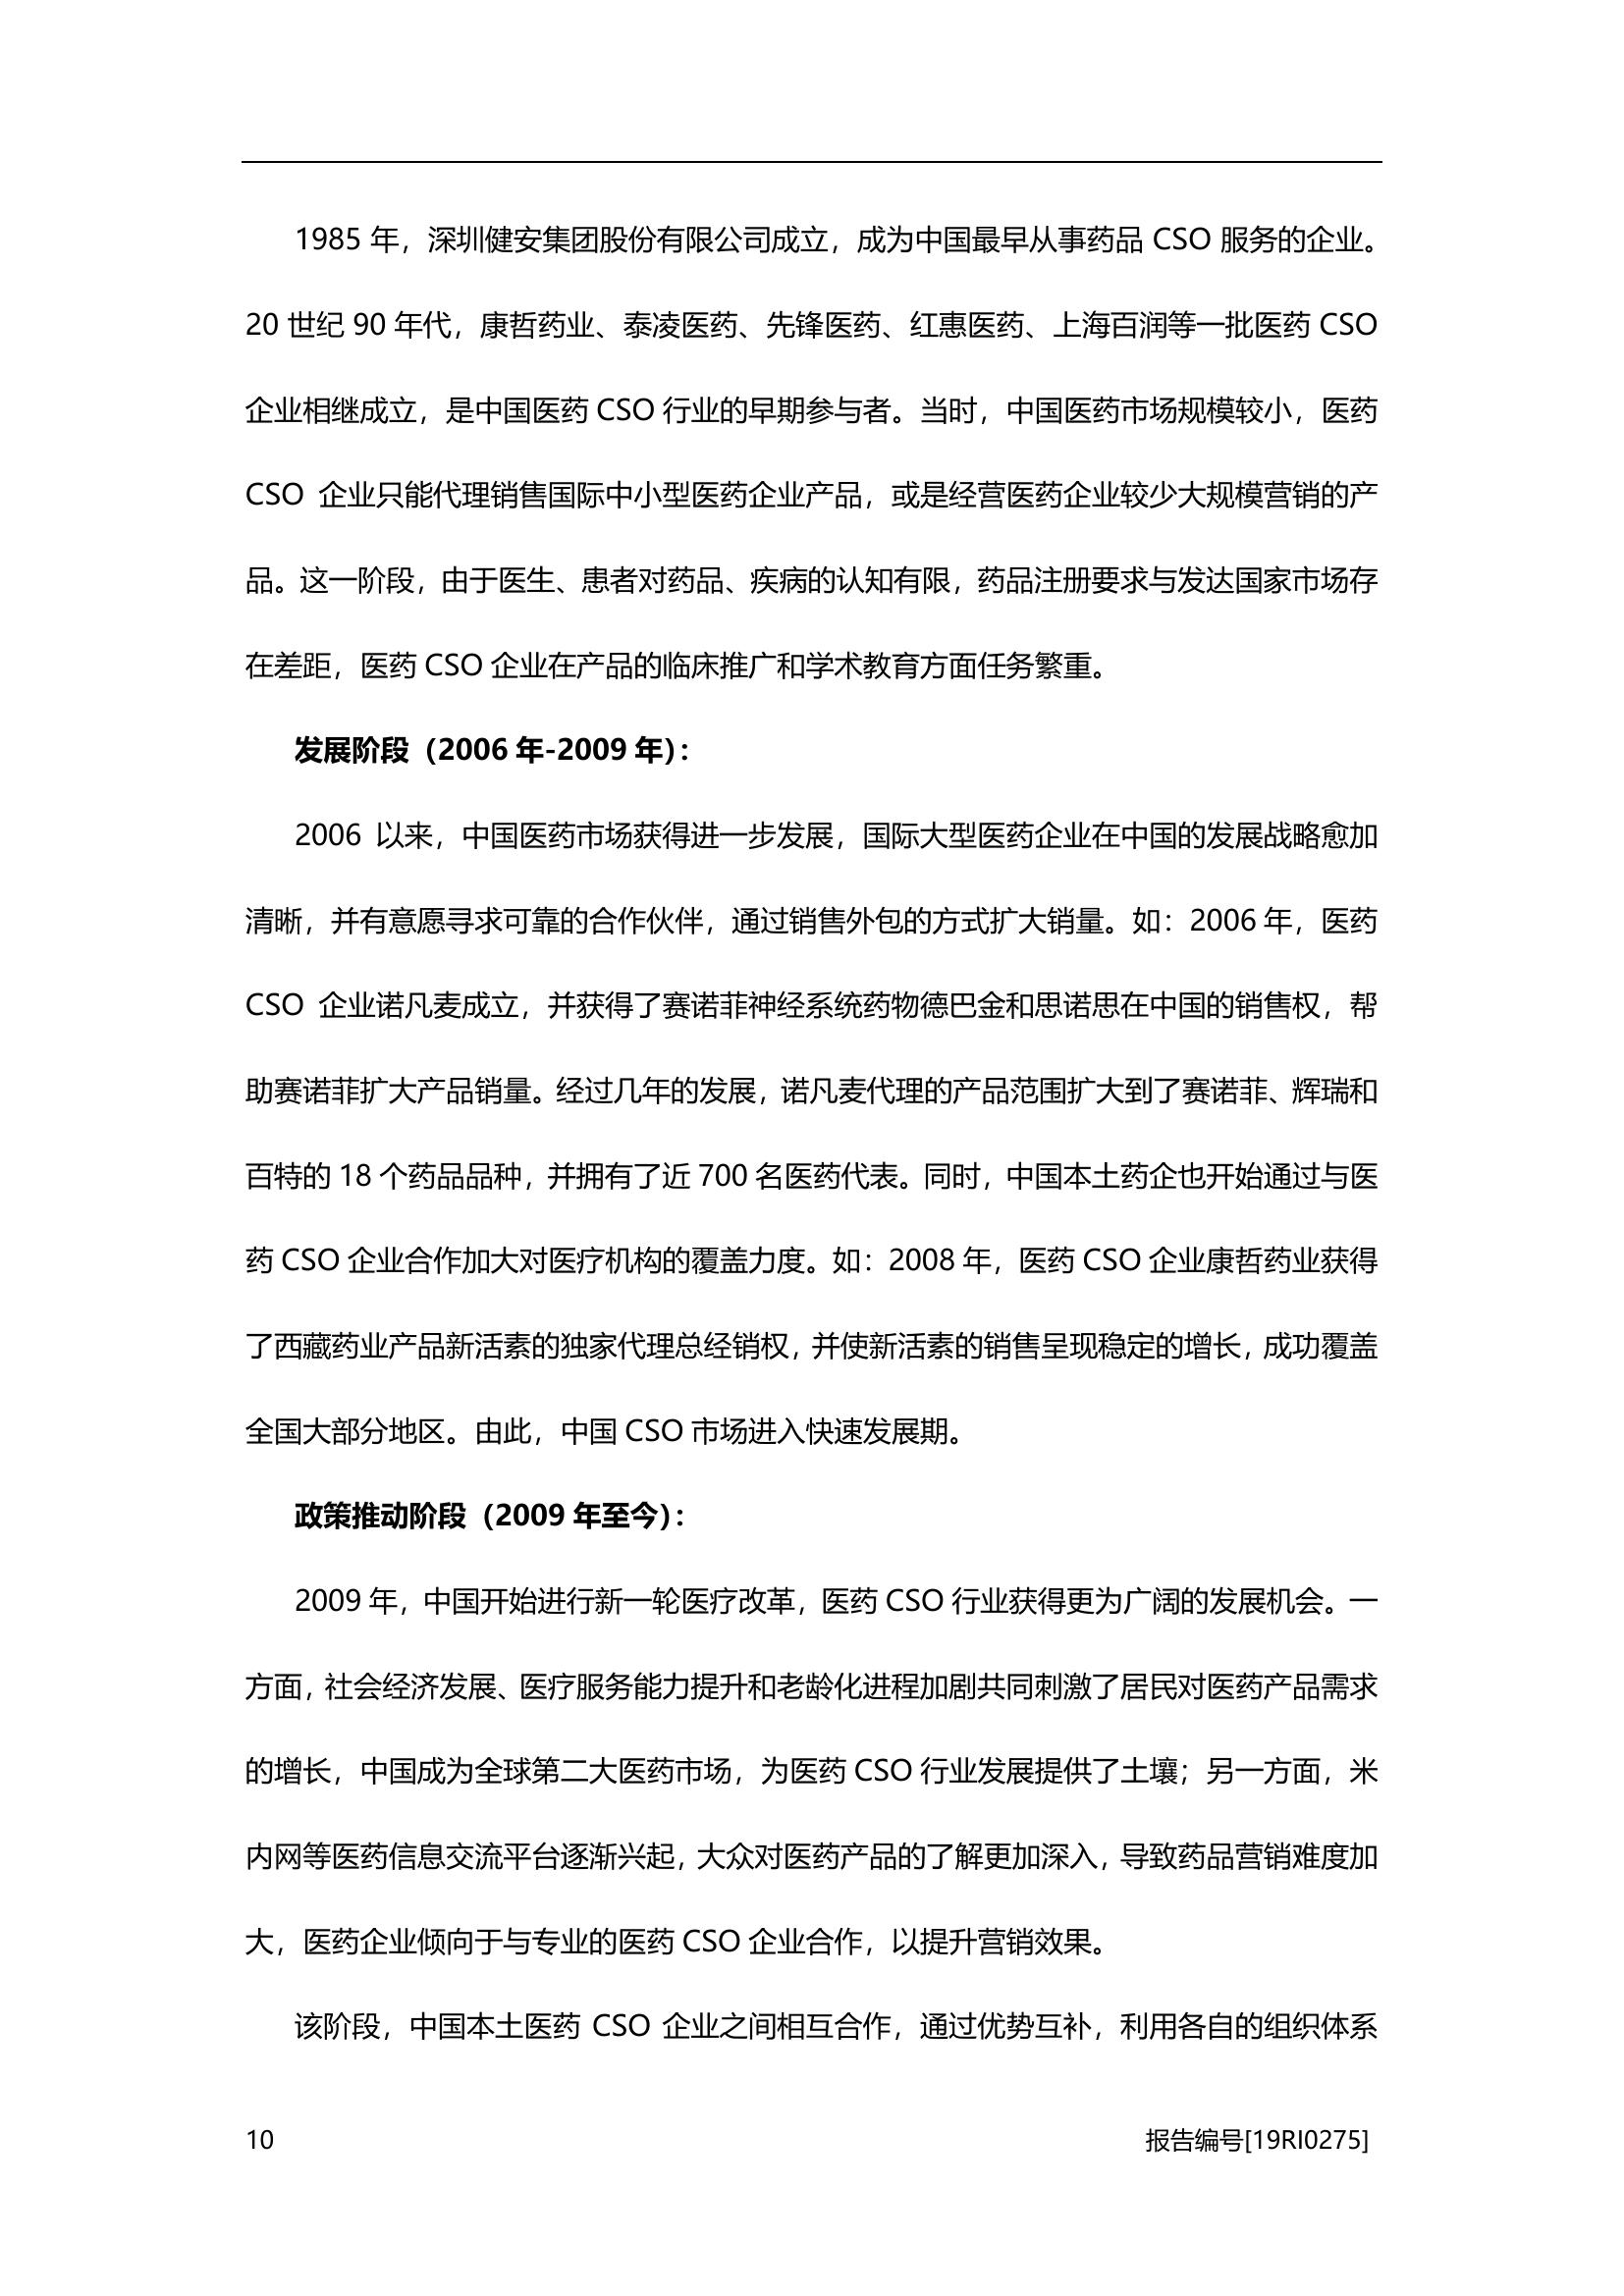 1985 年，深圳健安集团股份有限公司成立，成为中国最早从事药品 CSO 服务的企业。
20 世纪 90 年代，康哲药业、泰凌医药、先锋医药、红惠医药、上海百润等一批医药 CSO
企业相继成立，是中国医药 CSO 行业的早期参与者。当时，中国医药市场规模较小，医药
CSO 企业只能代理销售国际中小型医药企业产品，或是经营医药企业较少大规模营销的产
品。这一阶段，由于医生、患者对药品、疾病的认知有限，药品注册要求与发达国家市场存
在差距，医药 CSO 企业在产品的临床推广和学术教育方面任务繁重。
发展阶段（2006 年-2009 年）：
2006 以来，中国医药市场获得进一步发展，国际大型医药企业在中国的发展战略愈加
清晰，并有意愿寻求可靠的合作伙伴，通过销售外包的方式扩大销量。如：2006 年，医药
CSO 企业诺凡麦成立，并获得了赛诺菲神经系统药物德巴金和思诺思在中国的销售权，帮
助赛诺菲扩大产品销量。经过几年的发展，诺凡麦代理的产品范围扩大到了赛诺菲、辉瑞和
百特的 18 个药品品种，并拥有了近 700 名医药代表。同时，中国本土药企也开始通过与医
药 CSO 企业合作加大对医疗机构的覆盖力度。如：2008 年，医药 CSO 企业康哲药业获得
了西藏药业产品新活素的独家代理总经销权，并使新活素的销售呈现稳定的增长，成功覆盖
全国大部分地区。由此，中国 CSO 市场进入快速发展期。
政策推动阶段（2009 年至今）：
2009 年，中国开始进行新一轮医疗改革，医药 CSO 行业获得更为广阔的发展机会。一
方面，社会经济发展、医疗服务能力提升和老龄化进程加剧共同刺激了居民对医药产品需求
的增长，中国成为全球第二大医药市场，为医药 CSO 行业发展提供了土壤；另一方面，米
内网等医药信息交流平台逐渐兴起，大众对医药产品的了解更加深入，导致药品营销难度加
大，医药企业倾向于与专业的医药 CSO 企业合作，以提升营销效果。
该阶段，中国本土医药 CSO 企业之间相互合作，通过优势互补，利用各自的组织体系
10 报告编号[19RI0275]